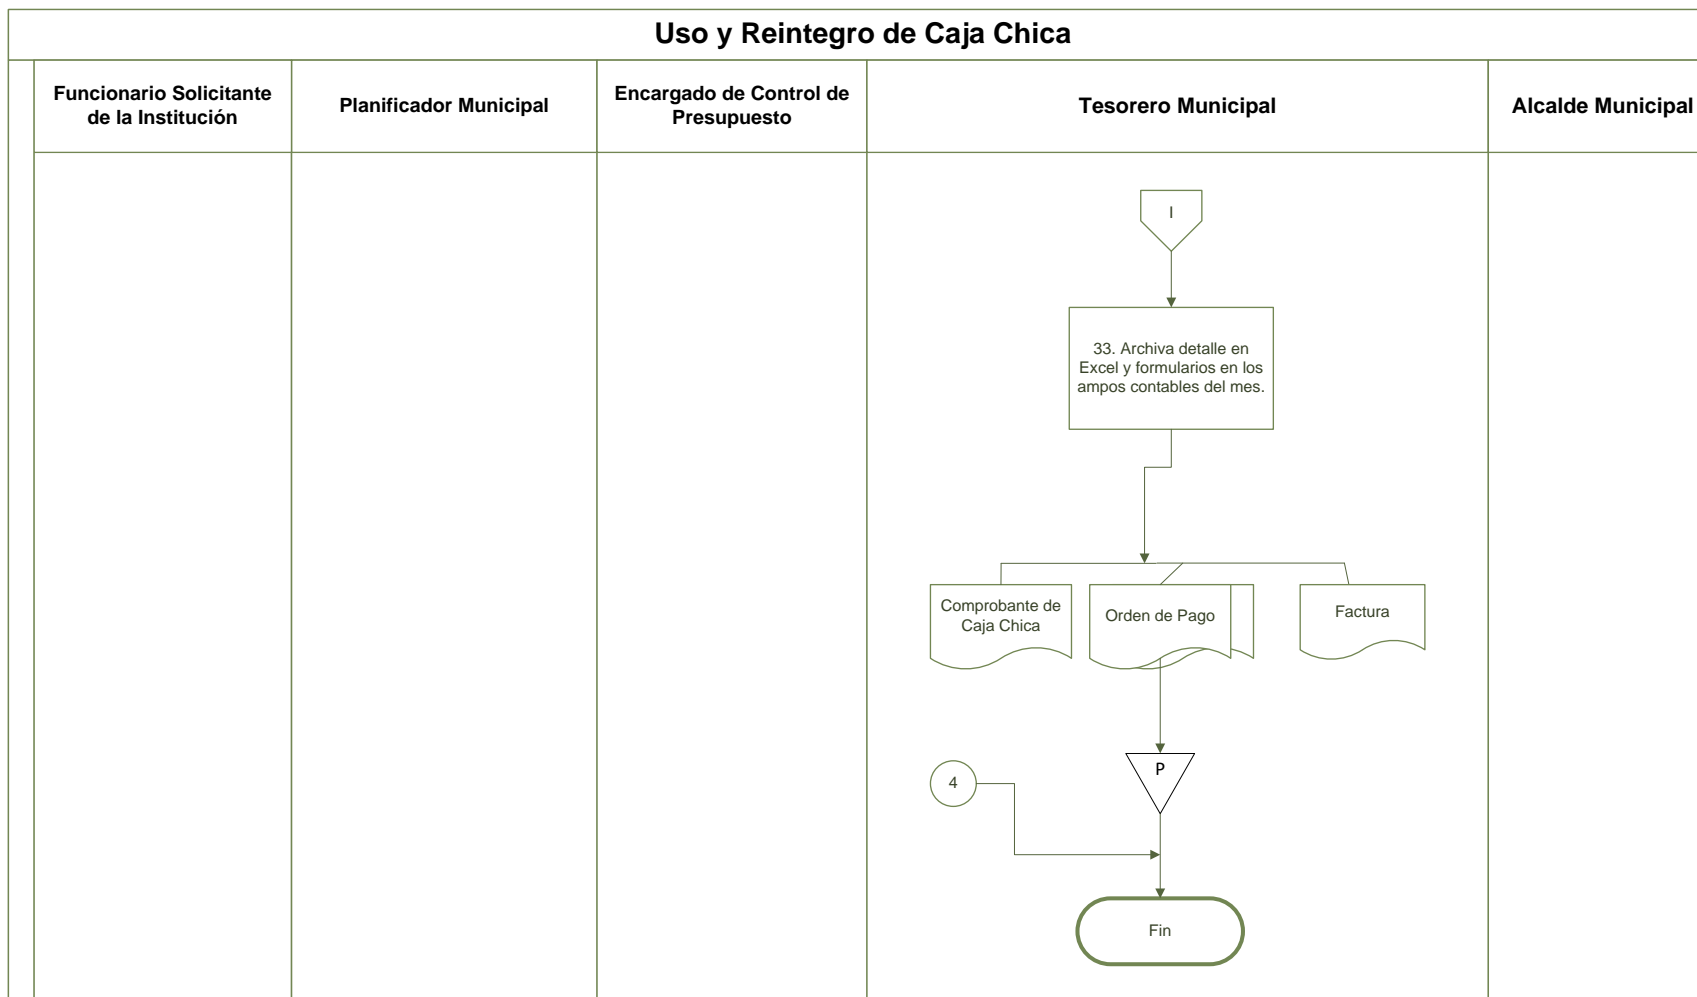 Uso y Reintegro de Caja Chica
Funcionario Solicitante
de la Institución
Planificador Municipal
Encargado de Control de
Presupuesto
Tesorero Municipal
Alcalde Municipal
I
33. Archiva detalle en
Excel y formularios en los
ampos contables del mes.
Comprobante de
Caja Chica
Orden de Pago
Factura
P
4
Fin